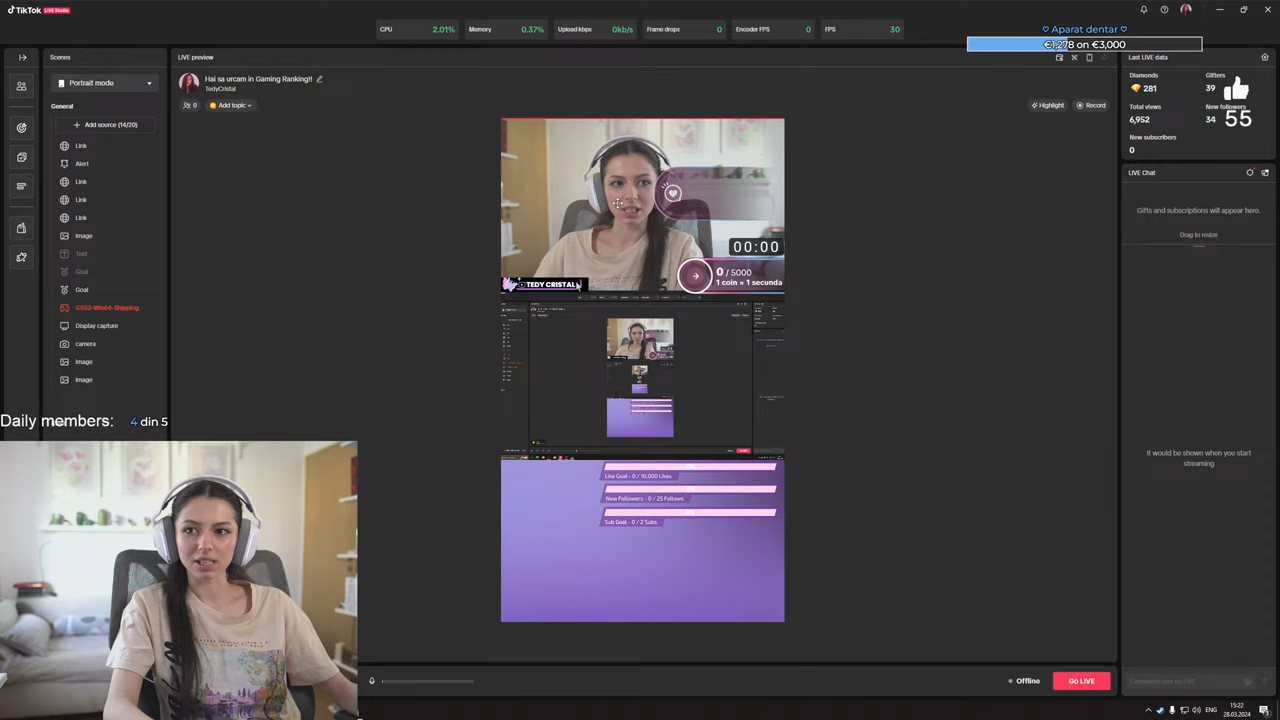 TikTok LIVE Studio
CPU 2.01%
Memory 0.37%
Upload kbps 0kb/s
Frame drops 0
Encoder FPS 0
FPS 30
♡ Aparat dentar ♡
€1,278 on €3,000
Scenes
LIVE preview
Last LIVE data
Portrait mode
Hai sa urcam in Gaming Ranking!!
TedyCristal
0
Add topic
Highlight
Record
Diamonds
281
Gifters
39
Total views
6,952
New followers
34
55
New subscribers
0
General
Add source (14/20)
Link
Alert
Link
Link
Link
Image
Text
Goal
Goal
GSS2-Win64-Shipping.
Display capture
camera
Image
Image
LIVE Chat
Gifts and subscriptions will appear here.
Drag to resize
It would be shown when you start
streaming
00:00
0 / 5000
1 coin = 1 secunda
TEDY CRISTAL
Like Goal - 0 / 10,000 Likes
New Followers - 0 / 25 Follows
Sub Goal - 0 / 2 Subs
Daily members: 4 din 5
Offline
Go LIVE
ENG
15:22
28.03.2024